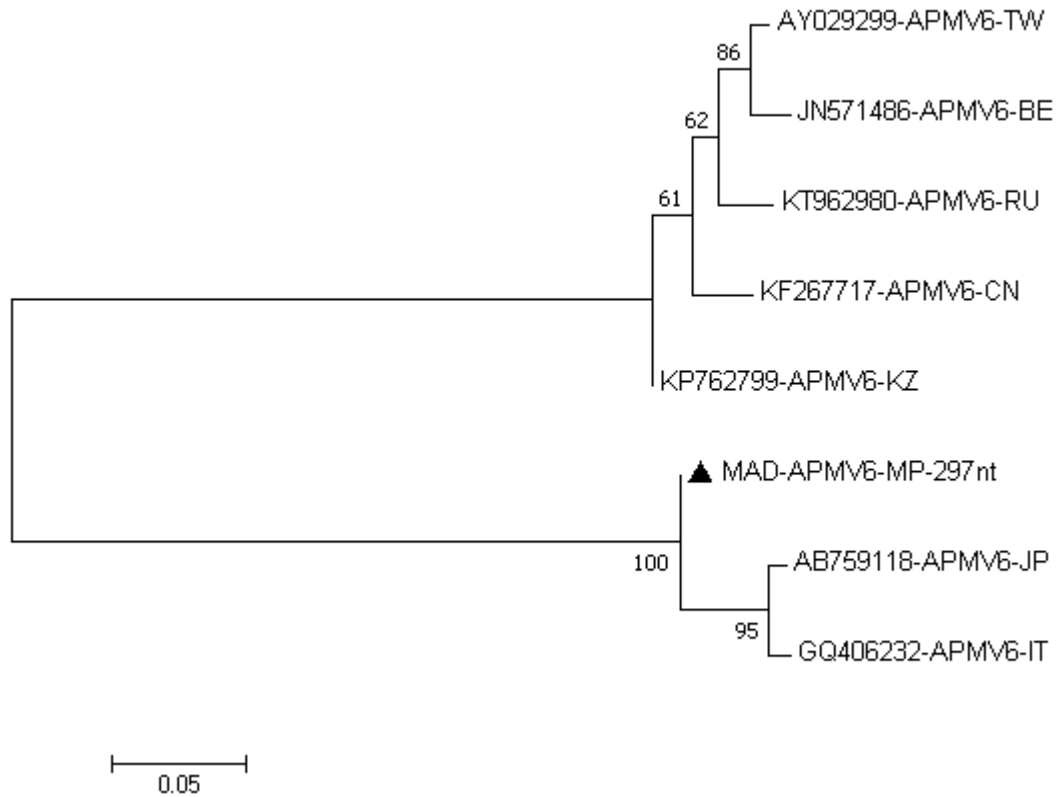 AY029299-APMV6-TW
86
JN571486-APMV6-BE
62
KT962980-APMV6-RU
61
KF267717-APMV6-CN
KP762799-APMV6-KZ
MAD-APMV6-MP-297nt
100
AB759118-APMV6-JP
95
GQ406232-APMV6-IT
0.05